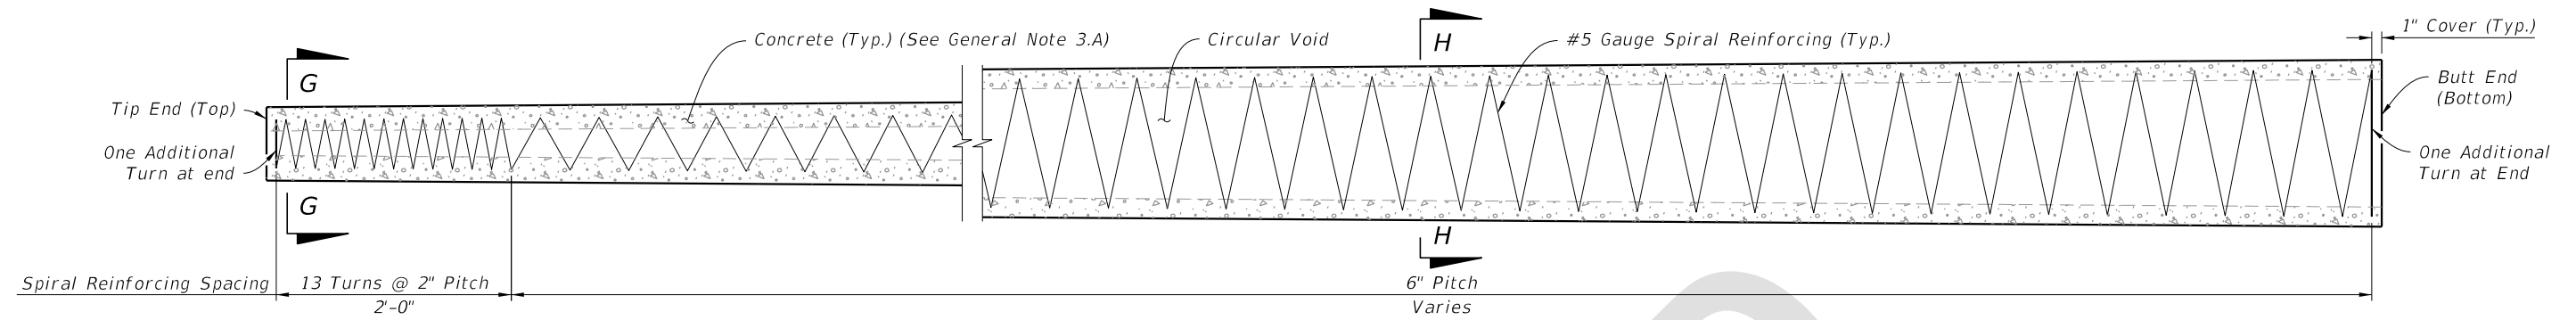 Concrete (Typ.) (See General Note 3.A)
Circular Void
H
#5 Gauge Spiral Reinforcing (Typ.)
1" Cover (Typ.)
G
Tip End (Top)
Butt End
(Bottom)
One Additional
Turn at end
One Additional
Turn at End
G
H
Spiral Reinforcing Spacing
13 Turns @ 2" Pitch
2'-0"
6" Pitch
Varies